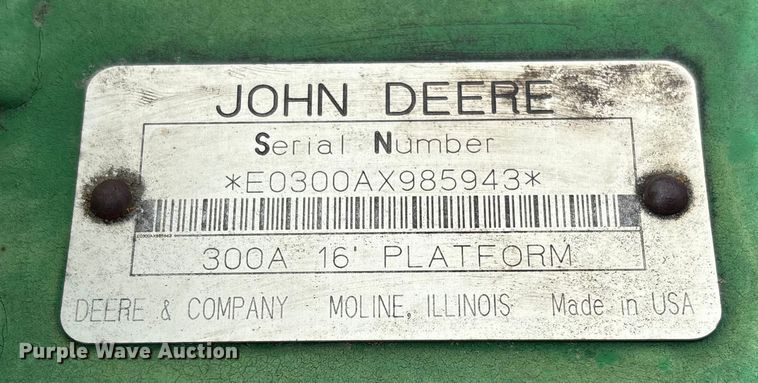 JOHN DEERE
Serial Number
*E0300AX985943*
300A 16' PLATFORM
DEERE & COMPANY MOLINE, ILLINOIS Made in USA
Purple Wave Auction